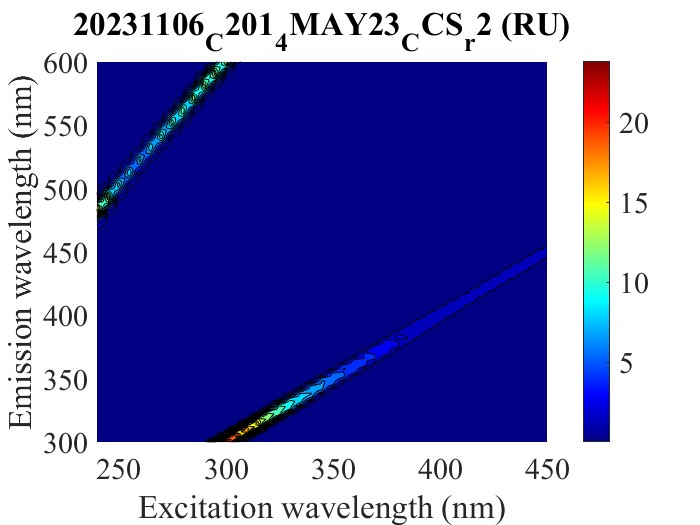 20231106_C201_4MAY23_CCS_r2 (RU)
600
550
500
450
400
350
300
Emission wavelength (nm)
250 300 350 400 450
Excitation wavelength (nm)
20
15
10
5